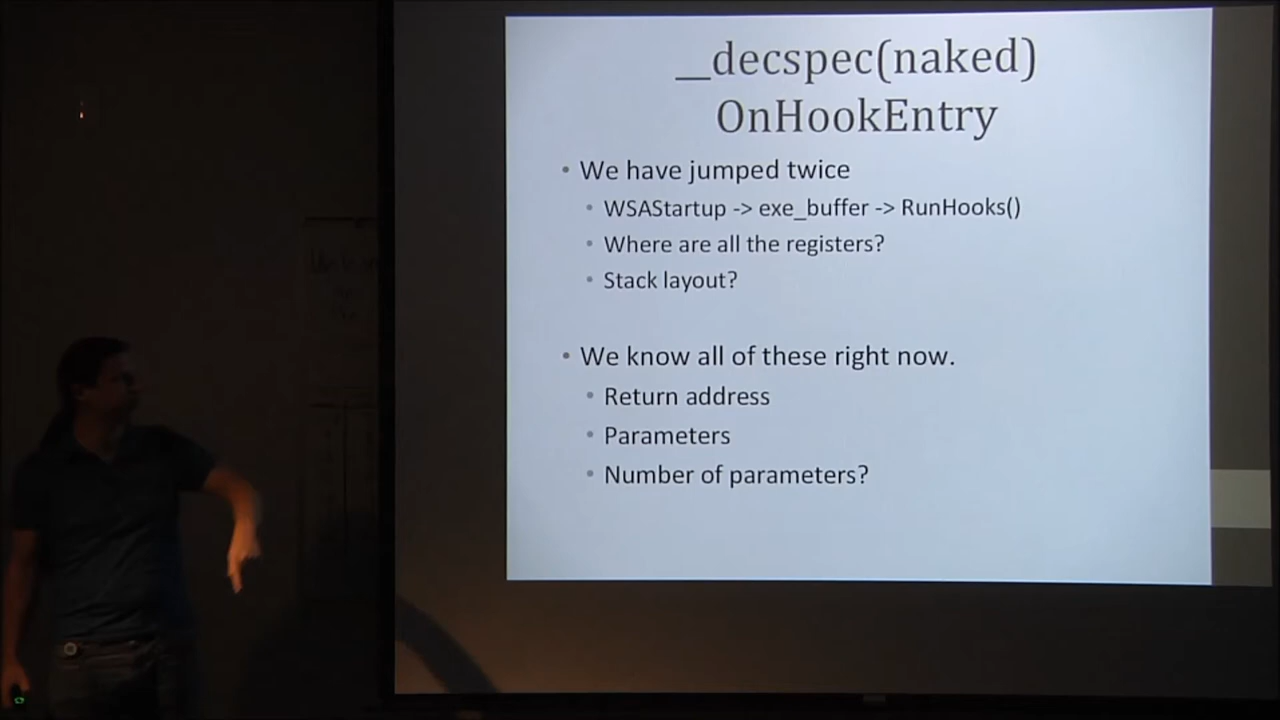 __decspec(naked)
OnHookEntry
• We have jumped twice
• WSAStartup -> exe_buffer -> RunHooks()
• Where are all the registers?
• Stack layout?
• We know all of these right now.
• Return address
• Parameters
• Number of parameters?